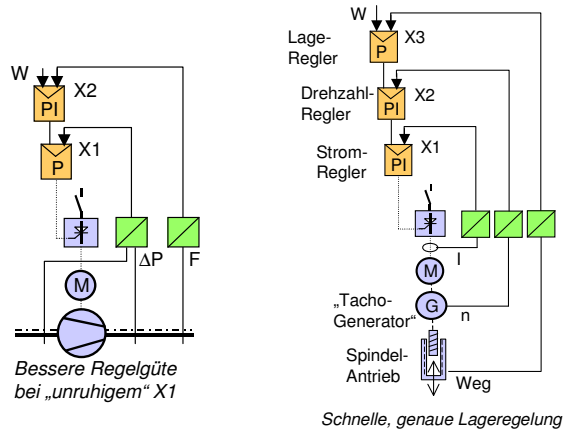 W
X2
PI
X1
P
ΔP
F
M
Bessere Regelgüte
bei „unruhigem“ X1
Lage-
Regler
W
X3
P
Drehzahl-
Regler
X2
PI
Strom-
Regler
X1
PI
I
M
„Tacho-
Generator“
G
n
Spindel-
Antrieb
Weg
Schnelle, genaue Lageregelung